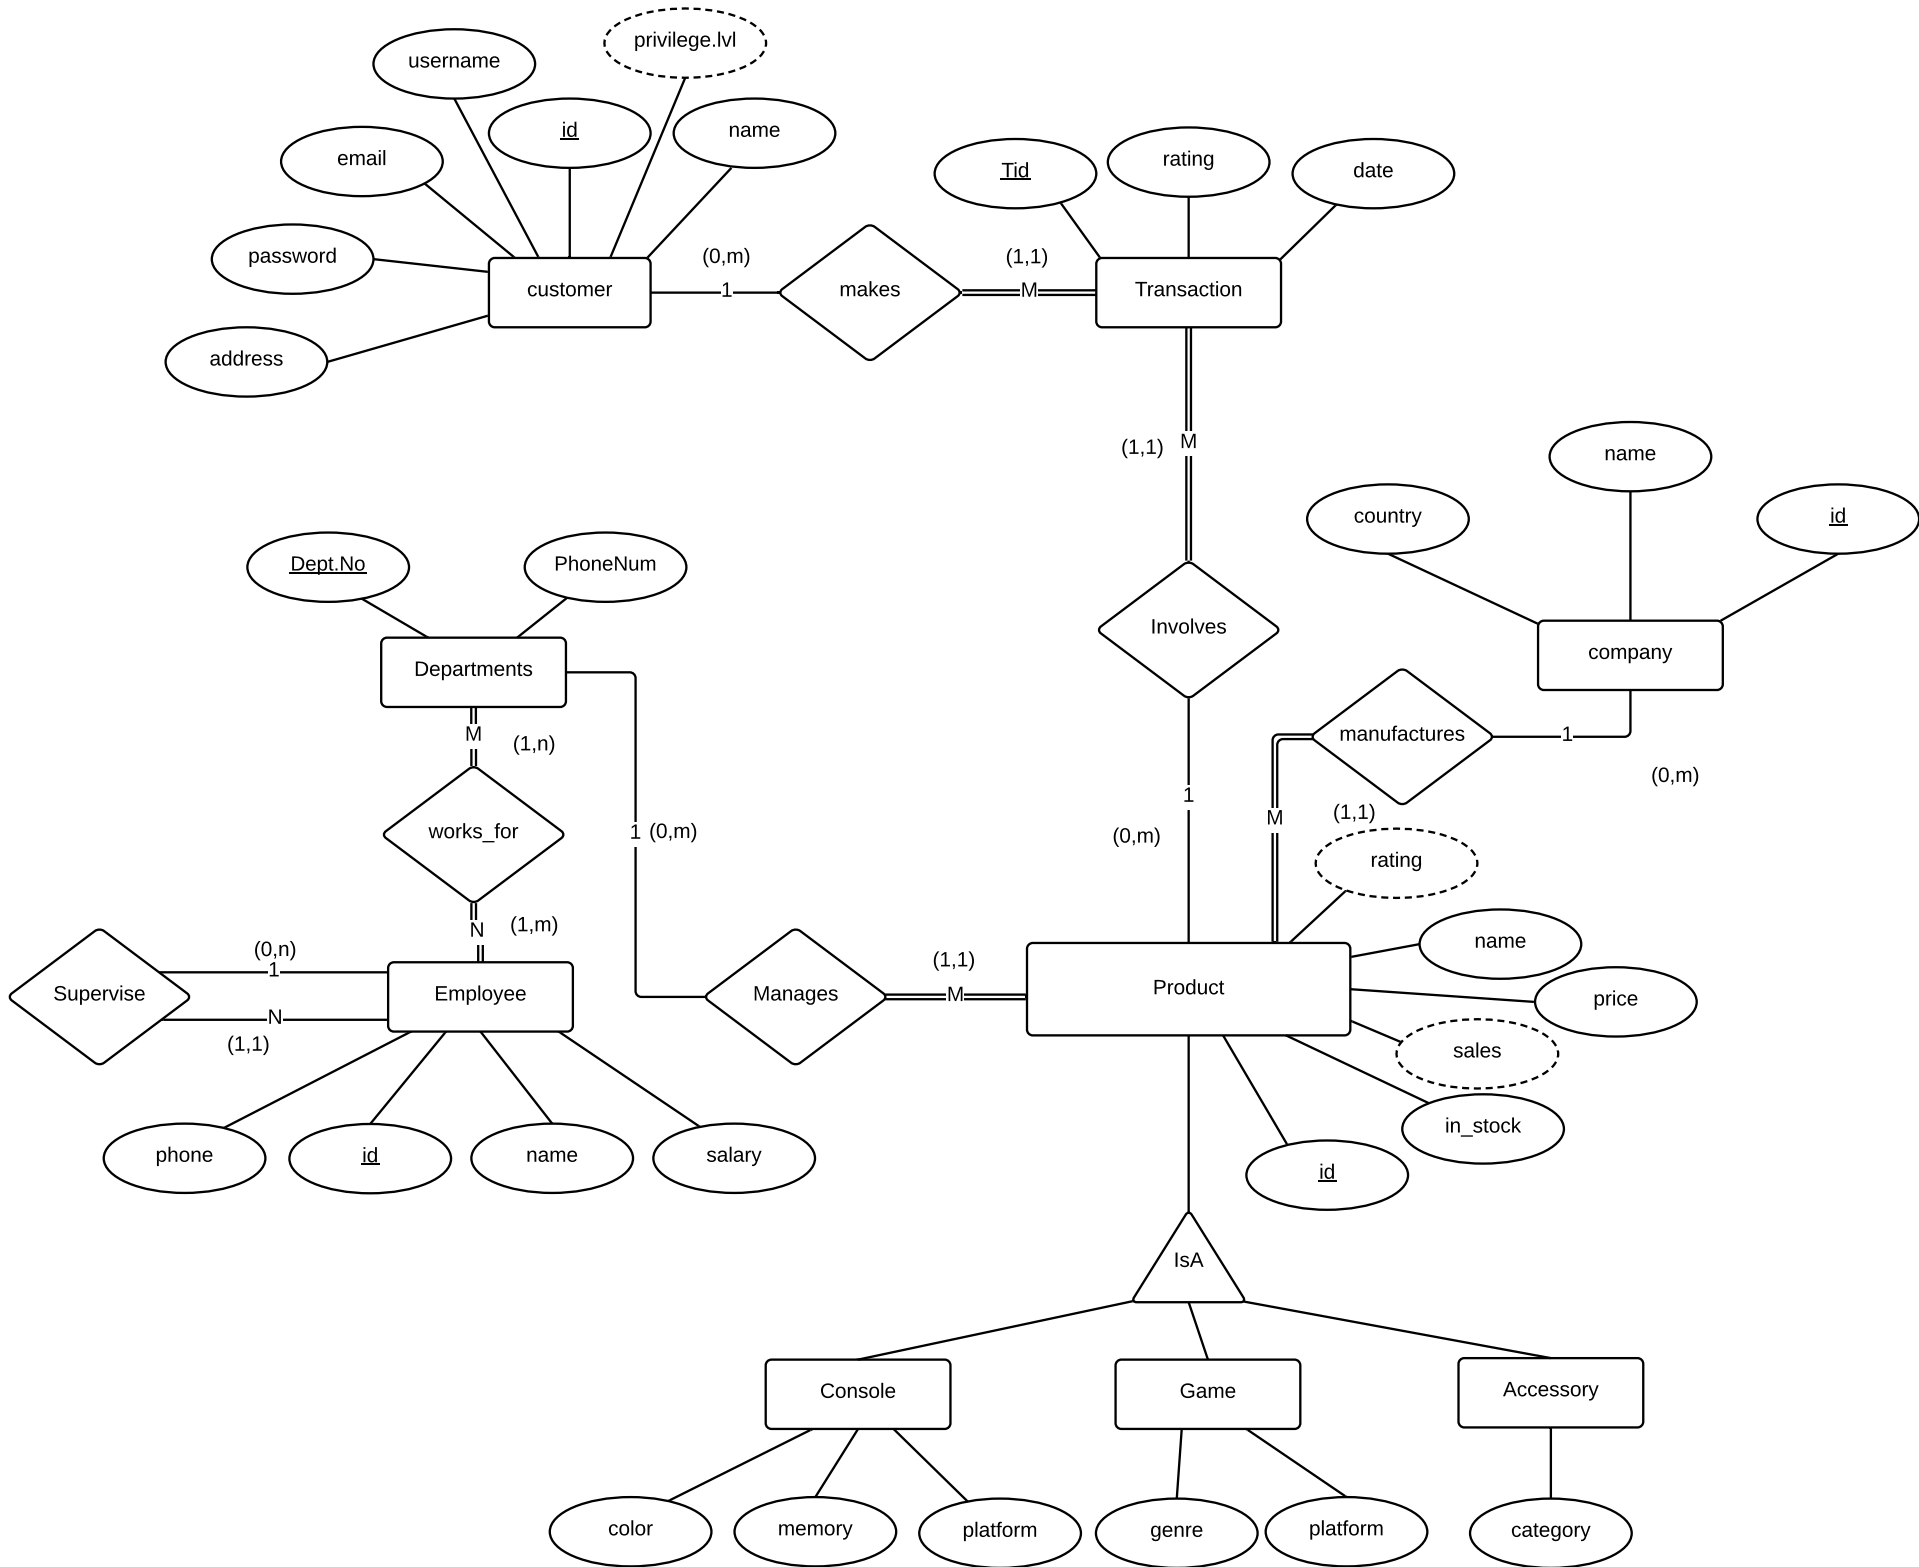 privilege.lvl
username
id
name
email
password
address
customer
(0,m)
1
makes
(1,1)
M
Tid
rating
date
Transaction
(1,1)
M
Involves
1
(0,m)
name
country
id
company
manufactures
1
(0,m)
M
(1,1)
Dept.No
PhoneNum
Departments
M
(1,n)
works_for
1
(0,m)
N
(1,m)
Supervise
(0,n)
1
N
(1,1)
Employee
phone
id
name
salary
Manages
(1,1)
M
Product
rating
name
price
sales
in_stock
id
IsA
Console
Game
Accessory
color
memory
platform
genre
platform
category